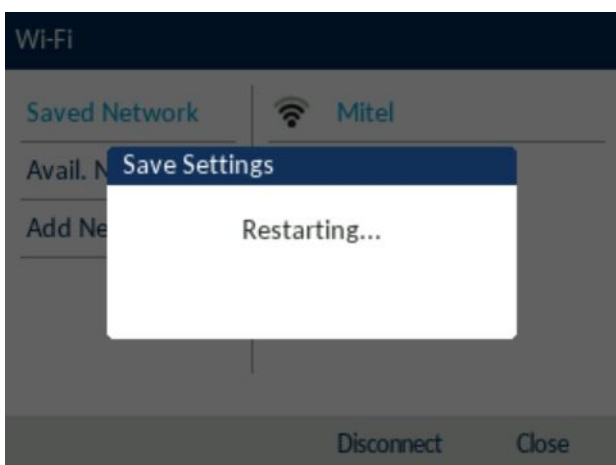 Wi-Fi
Saved Network
Mitel
Avail. N
Add Ne
Save Settings
Restarting...
Disconnect
Close